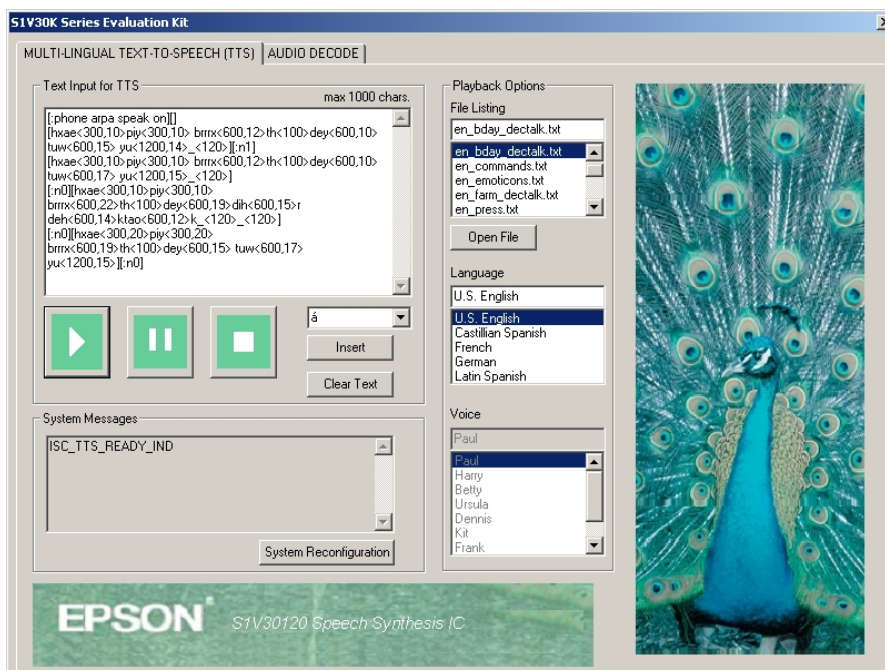 S1V30K Series Evaluation Kit
MULTI-LINGUAL TEXT-TO-SPEECH (TTS)
AUDIO DECODE
Text Input for TTS
max 1000 chars.
[:phone arpa speak on][]
[hxae<300,10>piy<300,10> brrrx<600,12>th<100>dey<600,10>
tuw<600,15> yu<1200,14>_<120>][:n1]
[hxae<300,10>piy<300,10> brrrx<600,12>th<100>dey<600,10>
tuw<600,17> yu<1200,15>_<120>]
[:n0][hxae<300,10>piy<300,10>
brrrx<600,22>th<100>dey<600,19>dih<600,15>r
deh<600,14>ktao<600,12>k_<120>_<120>]
[:n0][hxae<300,20>piy<300,20>
brrrx<600,19>th<100>dey<600,15> tuw<600,17>
yu<1200,15>][:n0]
á
Insert
Clear Text
System Messages
ISC_TTS_READY_IND
System Reconfiguration
Playback Options
File Listing
en_bday_dectalk.txt
en_bday_dectalk.txt
en_commands.txt
en_emoticons.txt
en_farm_dectalk.txt
en_press.txt
Open File
Language
U.S. English
U.S. English
Castillian Spanish
French
German
Latin Spanish
Voice
Paul
Paul
Harry
Betty
Ursula
Dennis
Kit
Frank
EPSON
S1V30120 Speech Synthesis IC